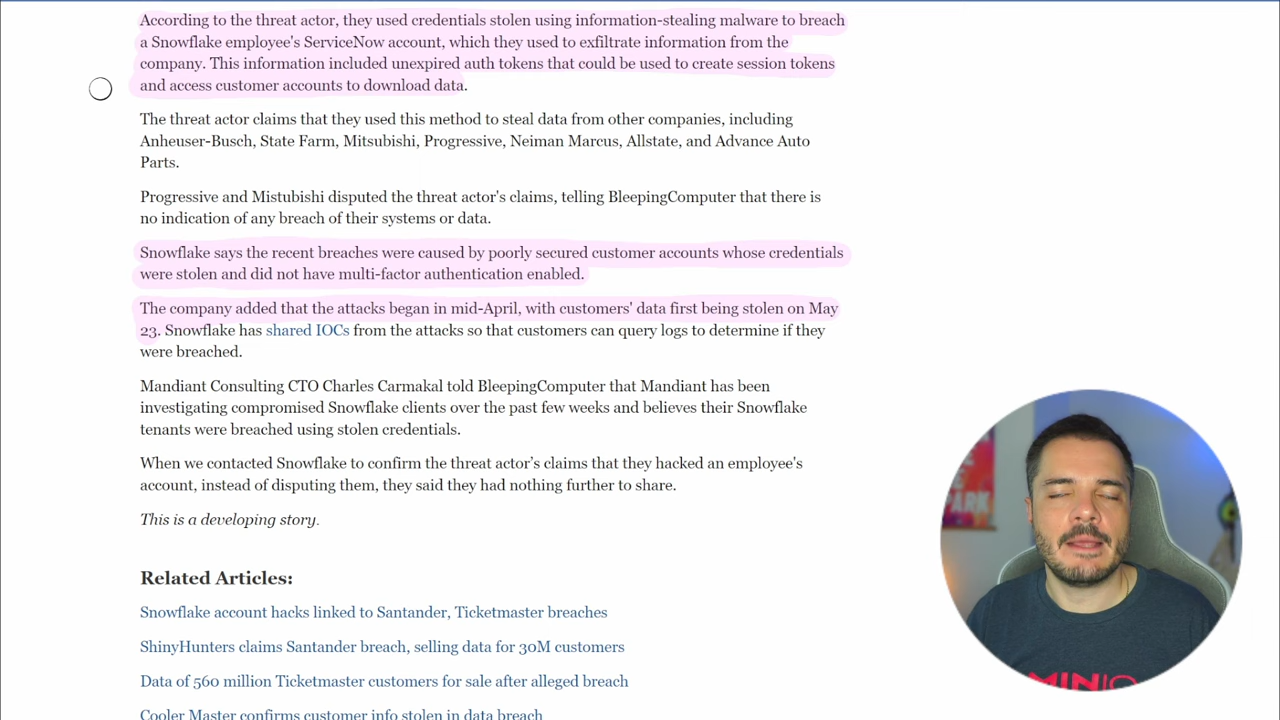 According to the threat actor, they used credentials stolen using information-stealing malware to breach
a Snowflake employee's ServiceNow account, which they used to exfiltrate information from the
company. This information included unexpired auth tokens that could be used to create session tokens
and access customer accounts to download data.
The threat actor claims that they used this method to steal data from other companies, including
Anheuser-Busch, State Farm, Mitsubishi, Progressive, Neiman Marcus, Allstate, and Advance Auto
Parts.
Progressive and Mistubishi disputed the threat actor's claims, telling BleepingComputer that there is
no indication of any breach of their systems or data.
Snowflake says the recent breaches were caused by poorly secured customer accounts whose credentials
were stolen and did not have multi-factor authentication enabled.
The company added that the attacks began in mid-April, with customers' data first being stolen on May
23. Snowflake has shared IOCs from the attacks so that customers can query logs to determine if they
were breached.
Mandiant Consulting CTO Charles Carmakal told BleepingComputer that Mandiant has been
investigating compromised Snowflake clients over the past few weeks and believes their Snowflake
tenants were breached using stolen credentials.
When we contacted Snowflake to confirm the threat actor's claims that they hacked an employee's
account, instead of disputing them, they said they had nothing further to share.
This is a developing story.
Related Articles:
Snowflake account hacks linked to Santander, Ticketmaster breaches
ShinyHunters claims Santander breach, selling data for 30M customers
Data of 560 million Ticketmaster customers for sale after alleged breach
Cooler Master confirms customer info stolen in data breach